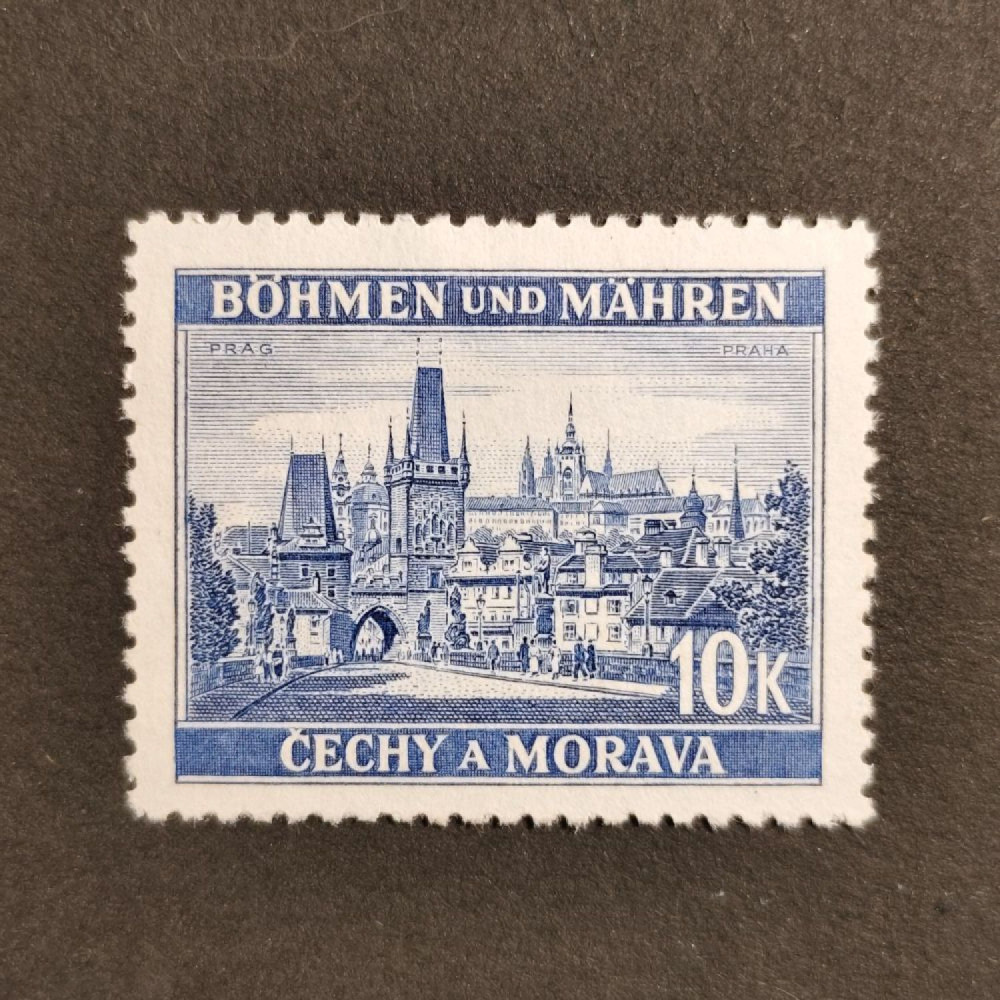 BÖHMEN UND MÄHREN
PRAG PRAHA
10K
ČECHY A MORAVA